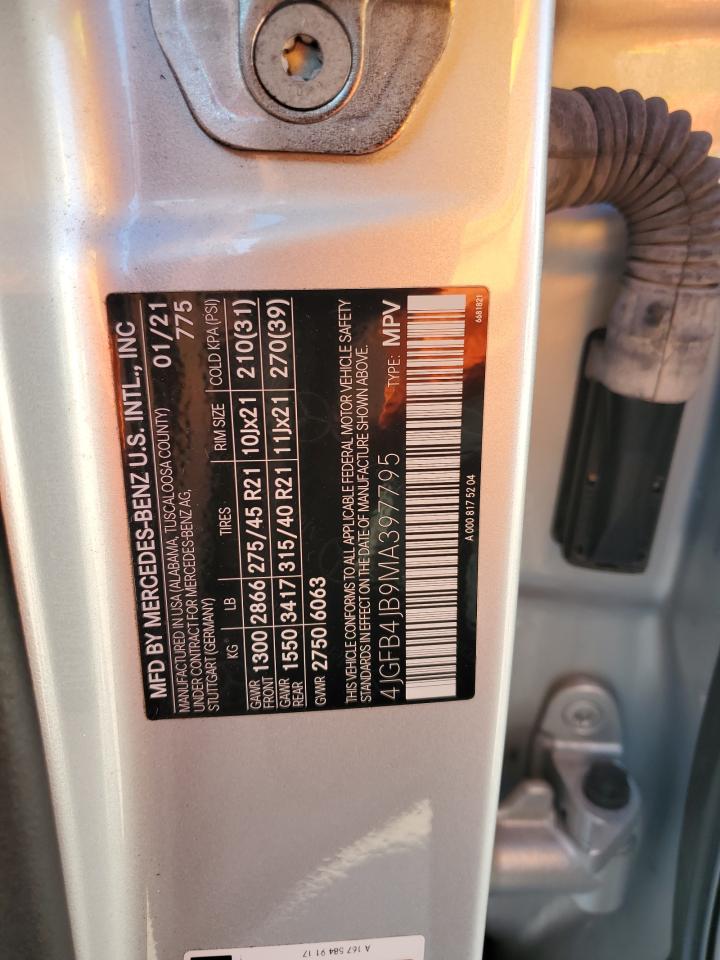 MFD BY MERCEDES-BENZ U.S. INTL., INC
MANUFACTURED IN USA (ALABAMA, TUSCALOOSA COUNTY) 01/21
UNDER CONTRACT FOR MERCEDES-BENZ AG, 775
STUTTGART (GERMANY)
KG LB TIRES RIM SIZE COLD KPA (PSI)
GAWR FRONT 1300 2866 275/45 R21 10Jx21 210(31)
GAWR REAR 1550 3417 315/40 R21 11Jx21 270(39)
GVWR 2750 6063
THIS VEHICLE CONFORMS TO ALL APPLICABLE FEDERAL MOTOR VEHICLE SAFETY
STANDARDS IN EFFECT ON THE DATE OF MANUFACTURE SHOWN ABOVE.
4JGFB4JB9MA397795 TYPE: MPV
A 000 817 52 04 6681821
A 167 584 91 17